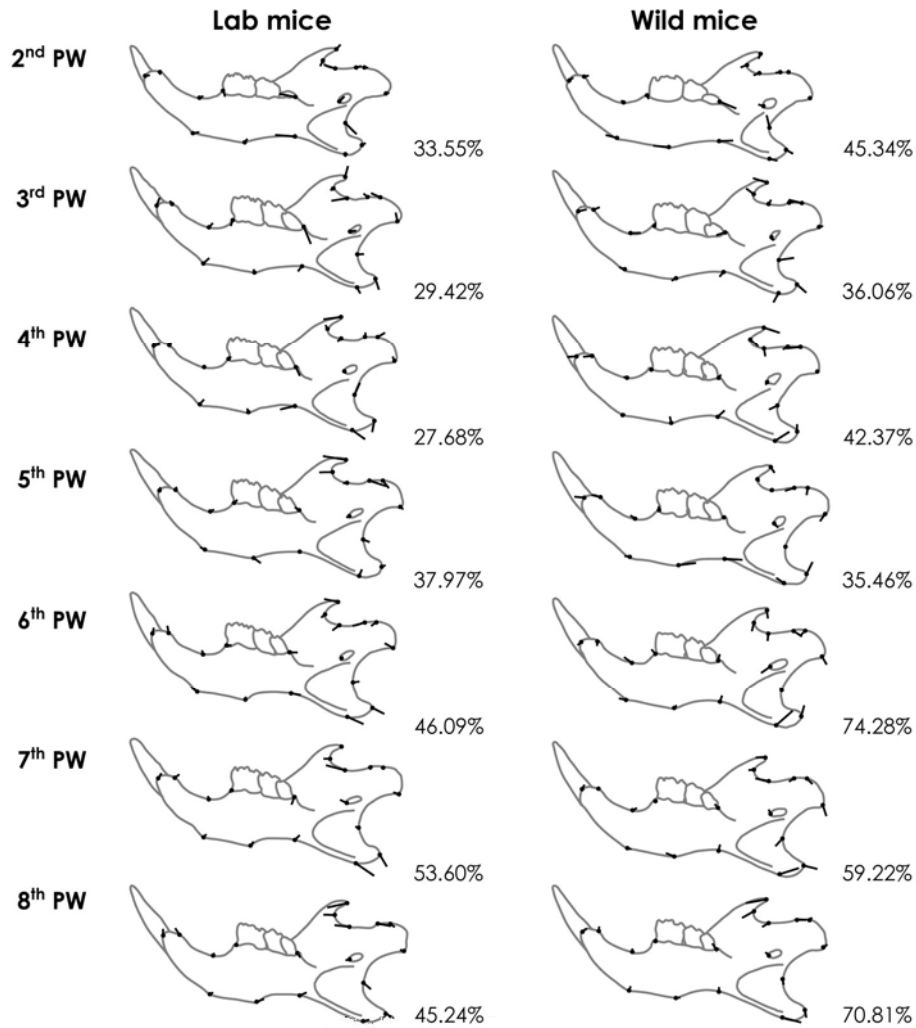 Lab mice Wild mice
2nd PW
33.55% 45.34%
3rd PW
29.42% 36.06%
4th PW
27.68% 42.37%
5th PW
37.97% 35.46%
6th PW
46.09% 74.28%
7th PW
53.60% 59.22%
8th PW
45.24% 70.81%